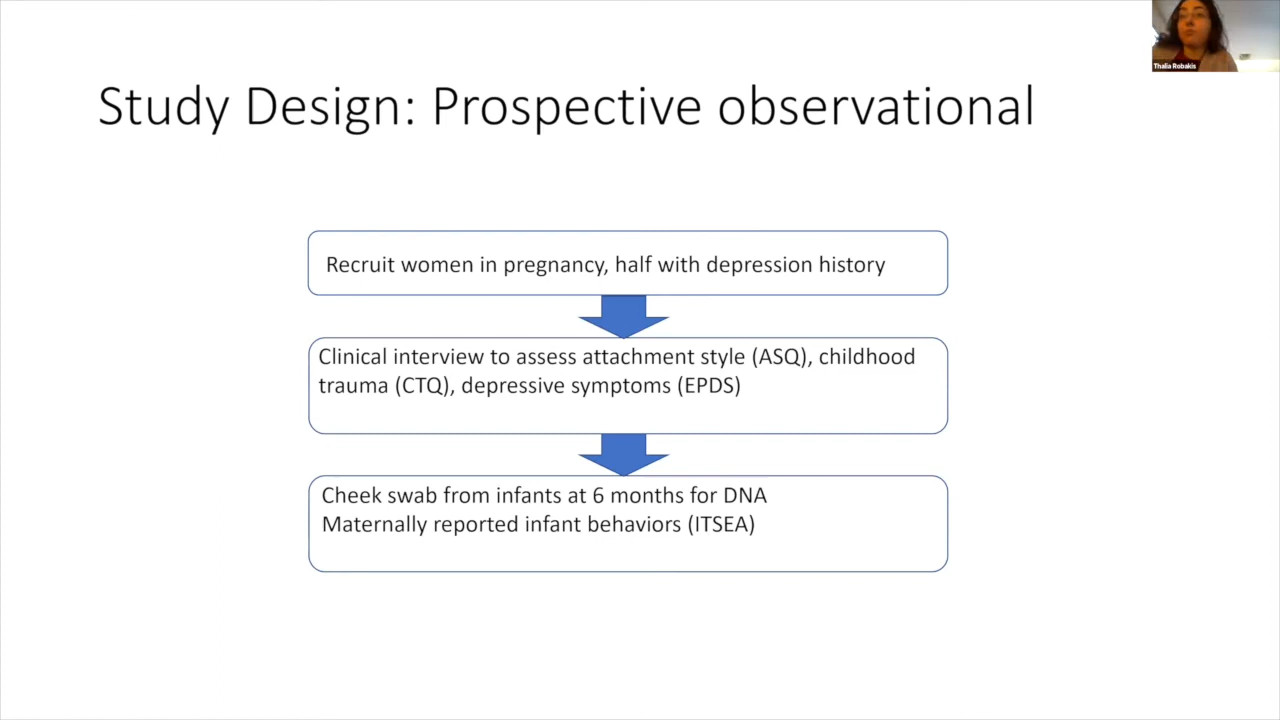 Thalia Robakis
Study Design: Prospective observational
Recruit women in pregnancy, half with depression history
Clinical interview to assess attachment style (ASQ), childhood
trauma (CTQ), depressive symptoms (EPDS)
Cheek swab from infants at 6 months for DNA
Maternally reported infant behaviors (ITSEA)